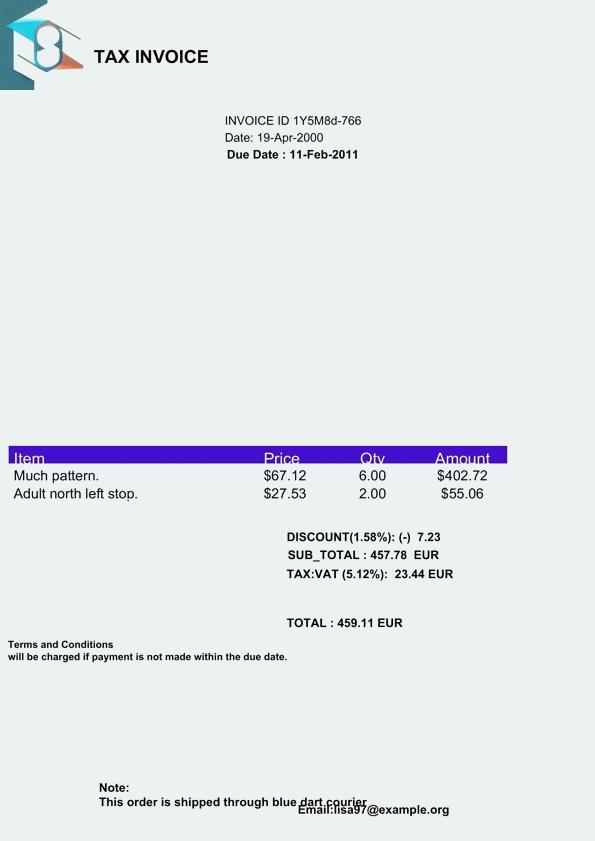 TAX INVOICE
INVOICE ID 1Y5M8d-766
Date: 19-Apr-2000
Due Date : 11-Feb-2011
Item Price Qty Amount
Much pattern. $67.12 6.00 $402.72
Adult north left stop. $27.53 2.00 $55.06
DISCOUNT(1.58%): (-) 7.23
SUB_TOTAL : 457.78 EUR
TAX:VAT (5.12%): 23.44 EUR
TOTAL : 459.11 EUR
Terms and Conditions
will be charged if payment is not made within the due date.
Note:
This order is shipped through blue dart courier
Email:lisa97@example.org